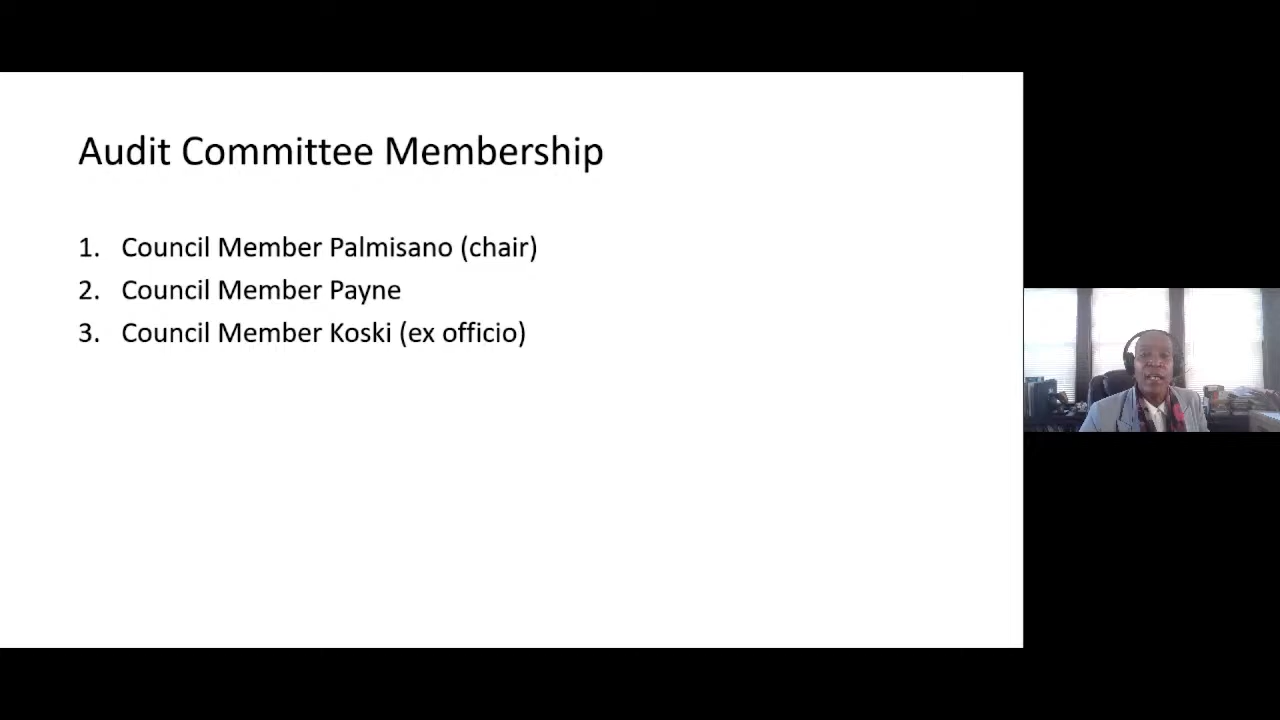 Audit Committee Membership
1. Council Member Palmisano (chair)
2. Council Member Payne
3. Council Member Koski (ex officio)